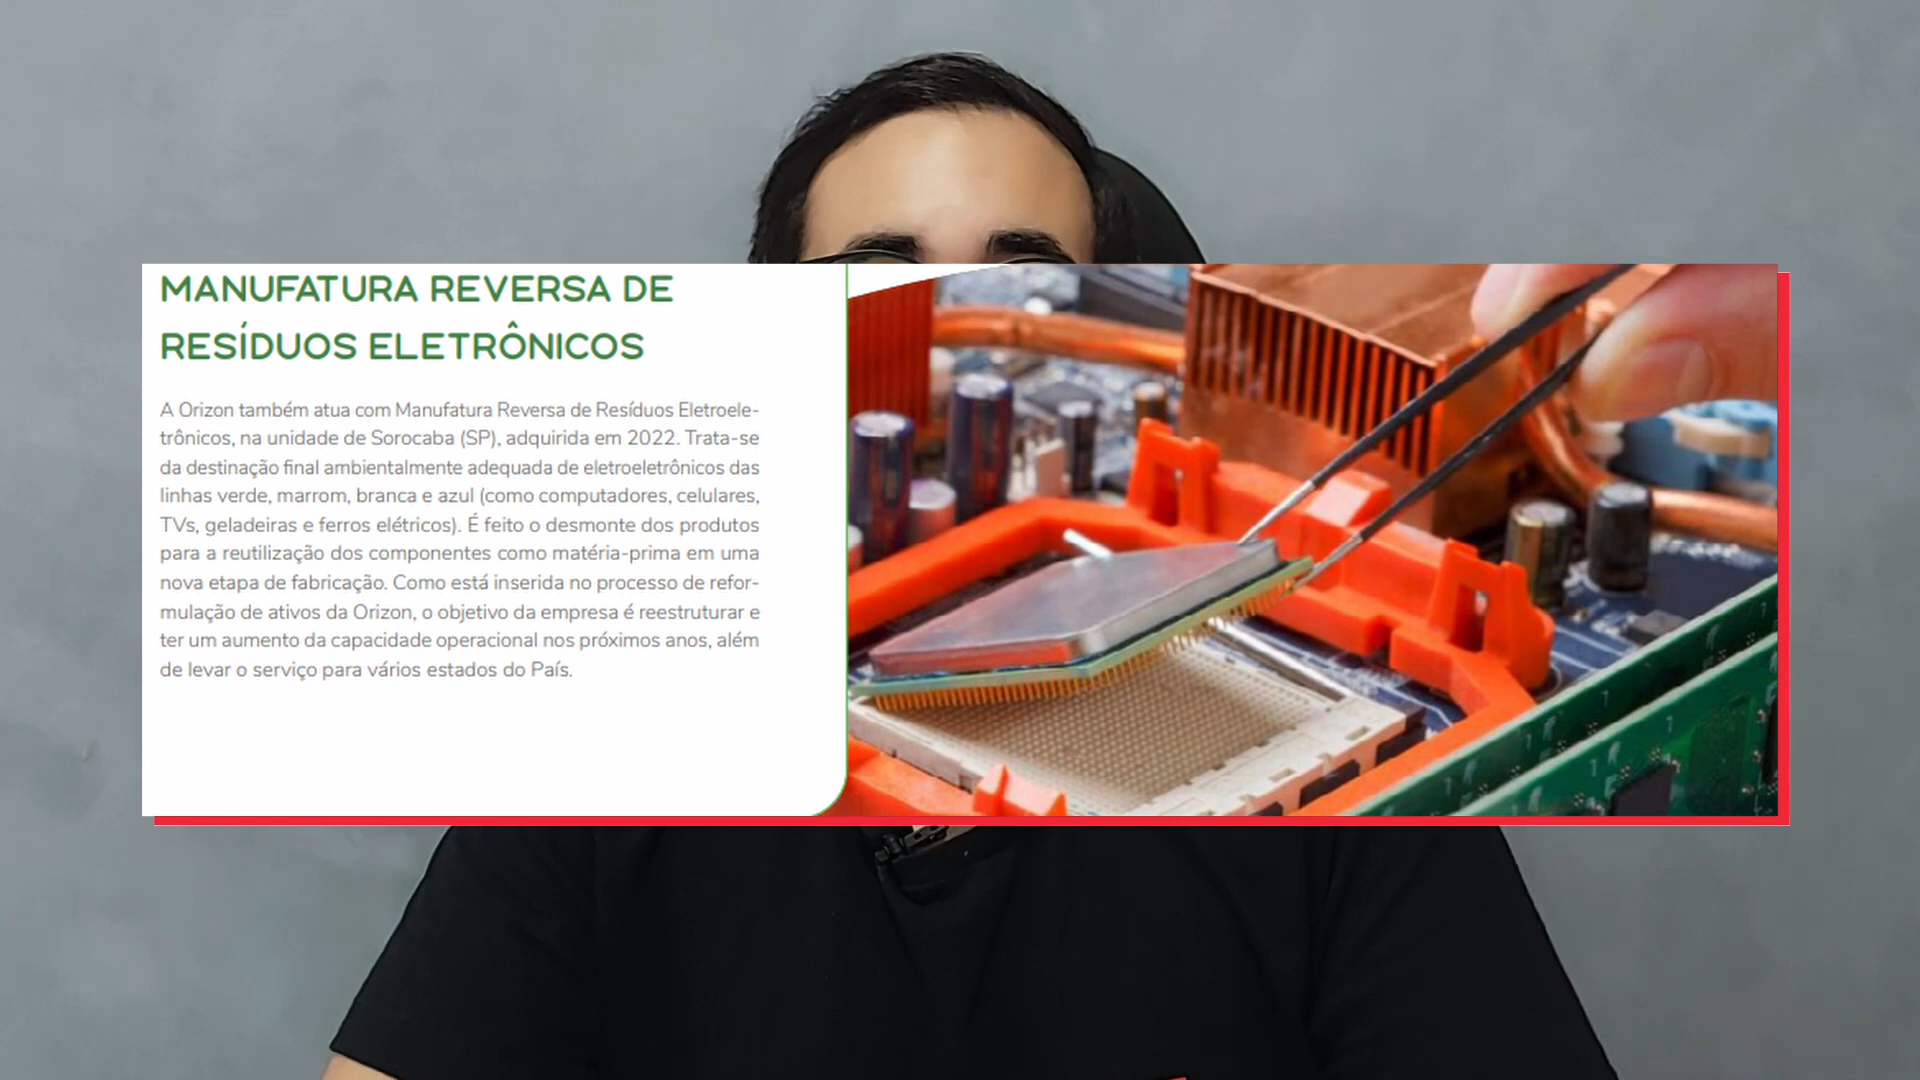 MANUFATURA REVERSA DE
RESÍDUOS ELETRÔNICOS
A Orizon também atua com Manufatura Reversa de Resíduos Eletroele-
trônicos, na unidade de Sorocaba (SP), adquirida em 2022. Trata-se
da destinação final ambientalmente adequada de eletroeletrônicos das
linhas verde, marrom, branca e azul (como computadores, celulares,
TVs, geladeiras e ferros elétricos). É feito o desmonte dos produtos
para a reutilização dos componentes como matéria-prima em uma
nova etapa de fabricação. Como está inserida no processo de refor-
mulação de ativos da Orizon, o objetivo da empresa é reestruturar e
ter um aumento da capacidade operacional nos próximos anos, além
de levar o serviço para vários estados do País.